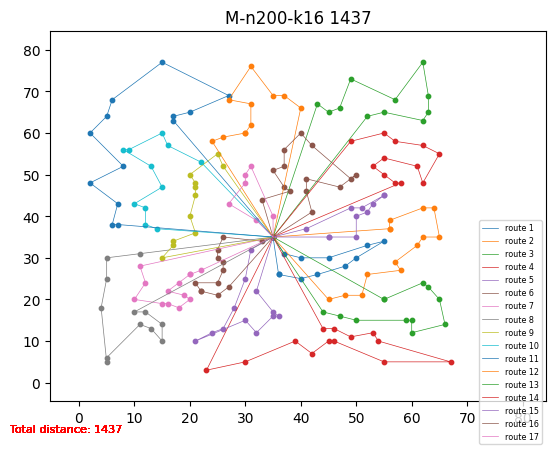 M-n200-k16 1437
80
70
60
50
40
30
20
10
0
0 10 20 30 40 50 60 70 80
route 1
route 2
route 3
route 4
route 5
route 6
route 7
route 8
route 9
route 10
route 11
route 12
route 13
route 14
route 15
route 16
route 17
Total distance: 1437